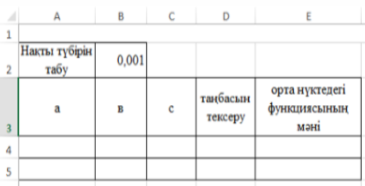 A B C D E
1
Нақты түбірін
табу
0,001
2
а
в
с
таңбасын
тексеру
орта нүктедегі
функциясының
мәні
3
4
5